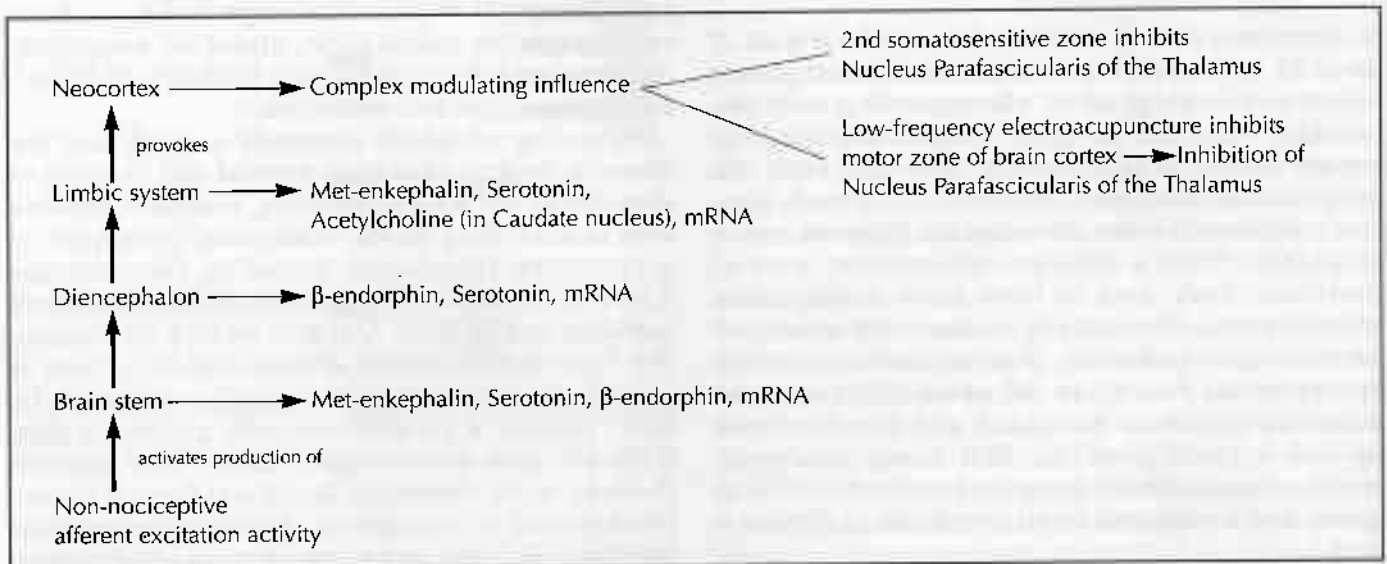 2nd somatosensitive zone inhibits
Nucleus Parafascicularis of the Thalamus
Neocortex
Complex modulating influence
Low-frequency electroacupuncture inhibits
motor zone of brain cortex
Inhibition of
Nucleus Parafascicularis of the Thalamus
provokes
Limbic system
Met-enkephalin, Serotonin,
Acetylcholine (in Caudate nucleus), mRNA
Diencephalon
β-endorphin, Serotonin, mRNA
Brain stem
Met-enkephalin, Serotonin, β-endorphin, mRNA
activates production of
Non-nociceptive
afferent excitation activity